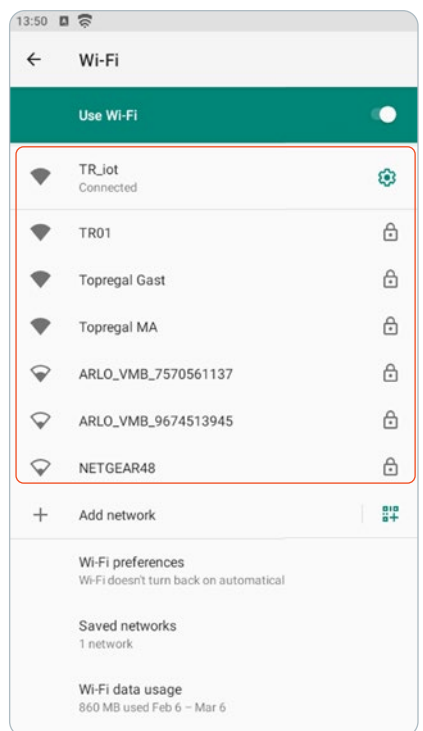 13:50
Wi-Fi
Use Wi-Fi
TR_iot
Connected
TR01
Topregal Gast
Topregal MA
ARLO_VMB_7570561137
ARLO_VMB_9674513945
NETGEAR48
Add network
Wi-Fi preferences
Wi-Fi doesn't turn back on automatical
Saved networks
1 network
Wi-Fi data usage
860 MB used Feb 6 – Mar 6